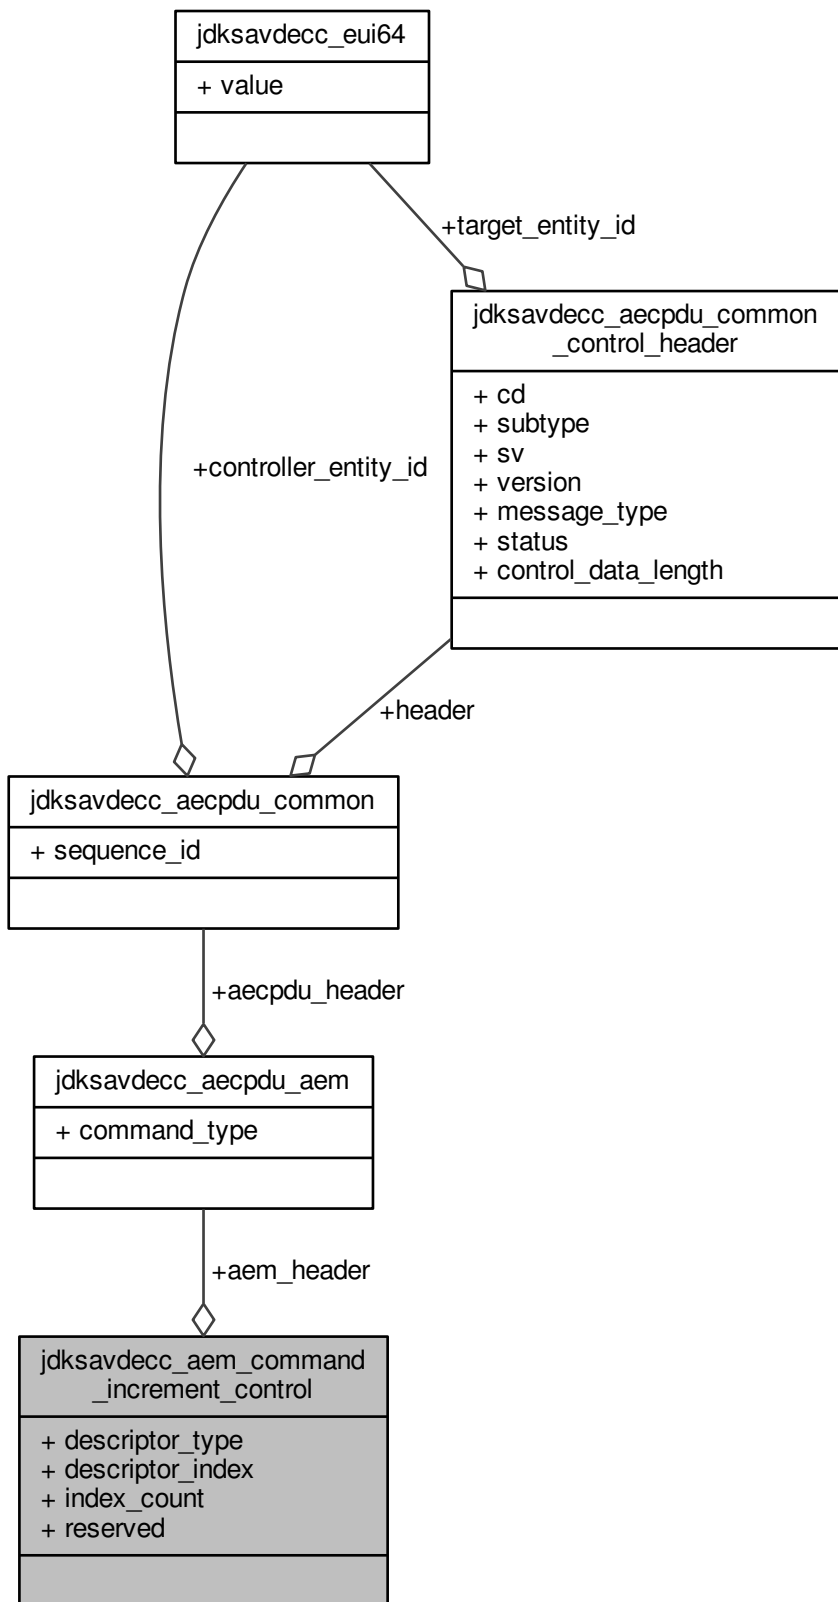 jdksavdecc_eui64
+ value
+target_entity_id
jdksavdecc_aecpdu_common
_control_header
+ cd
+ subtype
+ sv
+ version
+ message_type
+ status
+ control_data_length
+controller_entity_id
+header
jdksavdecc_aecpdu_common
+ sequence_id
+aecpdu_header
jdksavdecc_aecpdu_aem
+ command_type
+aem_header
jdksavdecc_aem_command
_increment_control
+ descriptor_type
+ descriptor_index
+ index_count
+ reserved